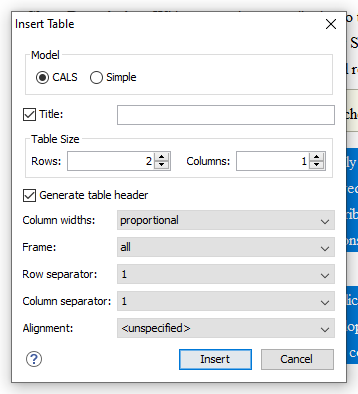 Insert Table
Model
CALS Simple
Title:
Table Size
Rows: 2 Columns: 1
Generate table header
Column widths: proportional
Frame: all
Row separator: 1
Column separator: 1
Alignment: <unspecified>
? Insert Cancel